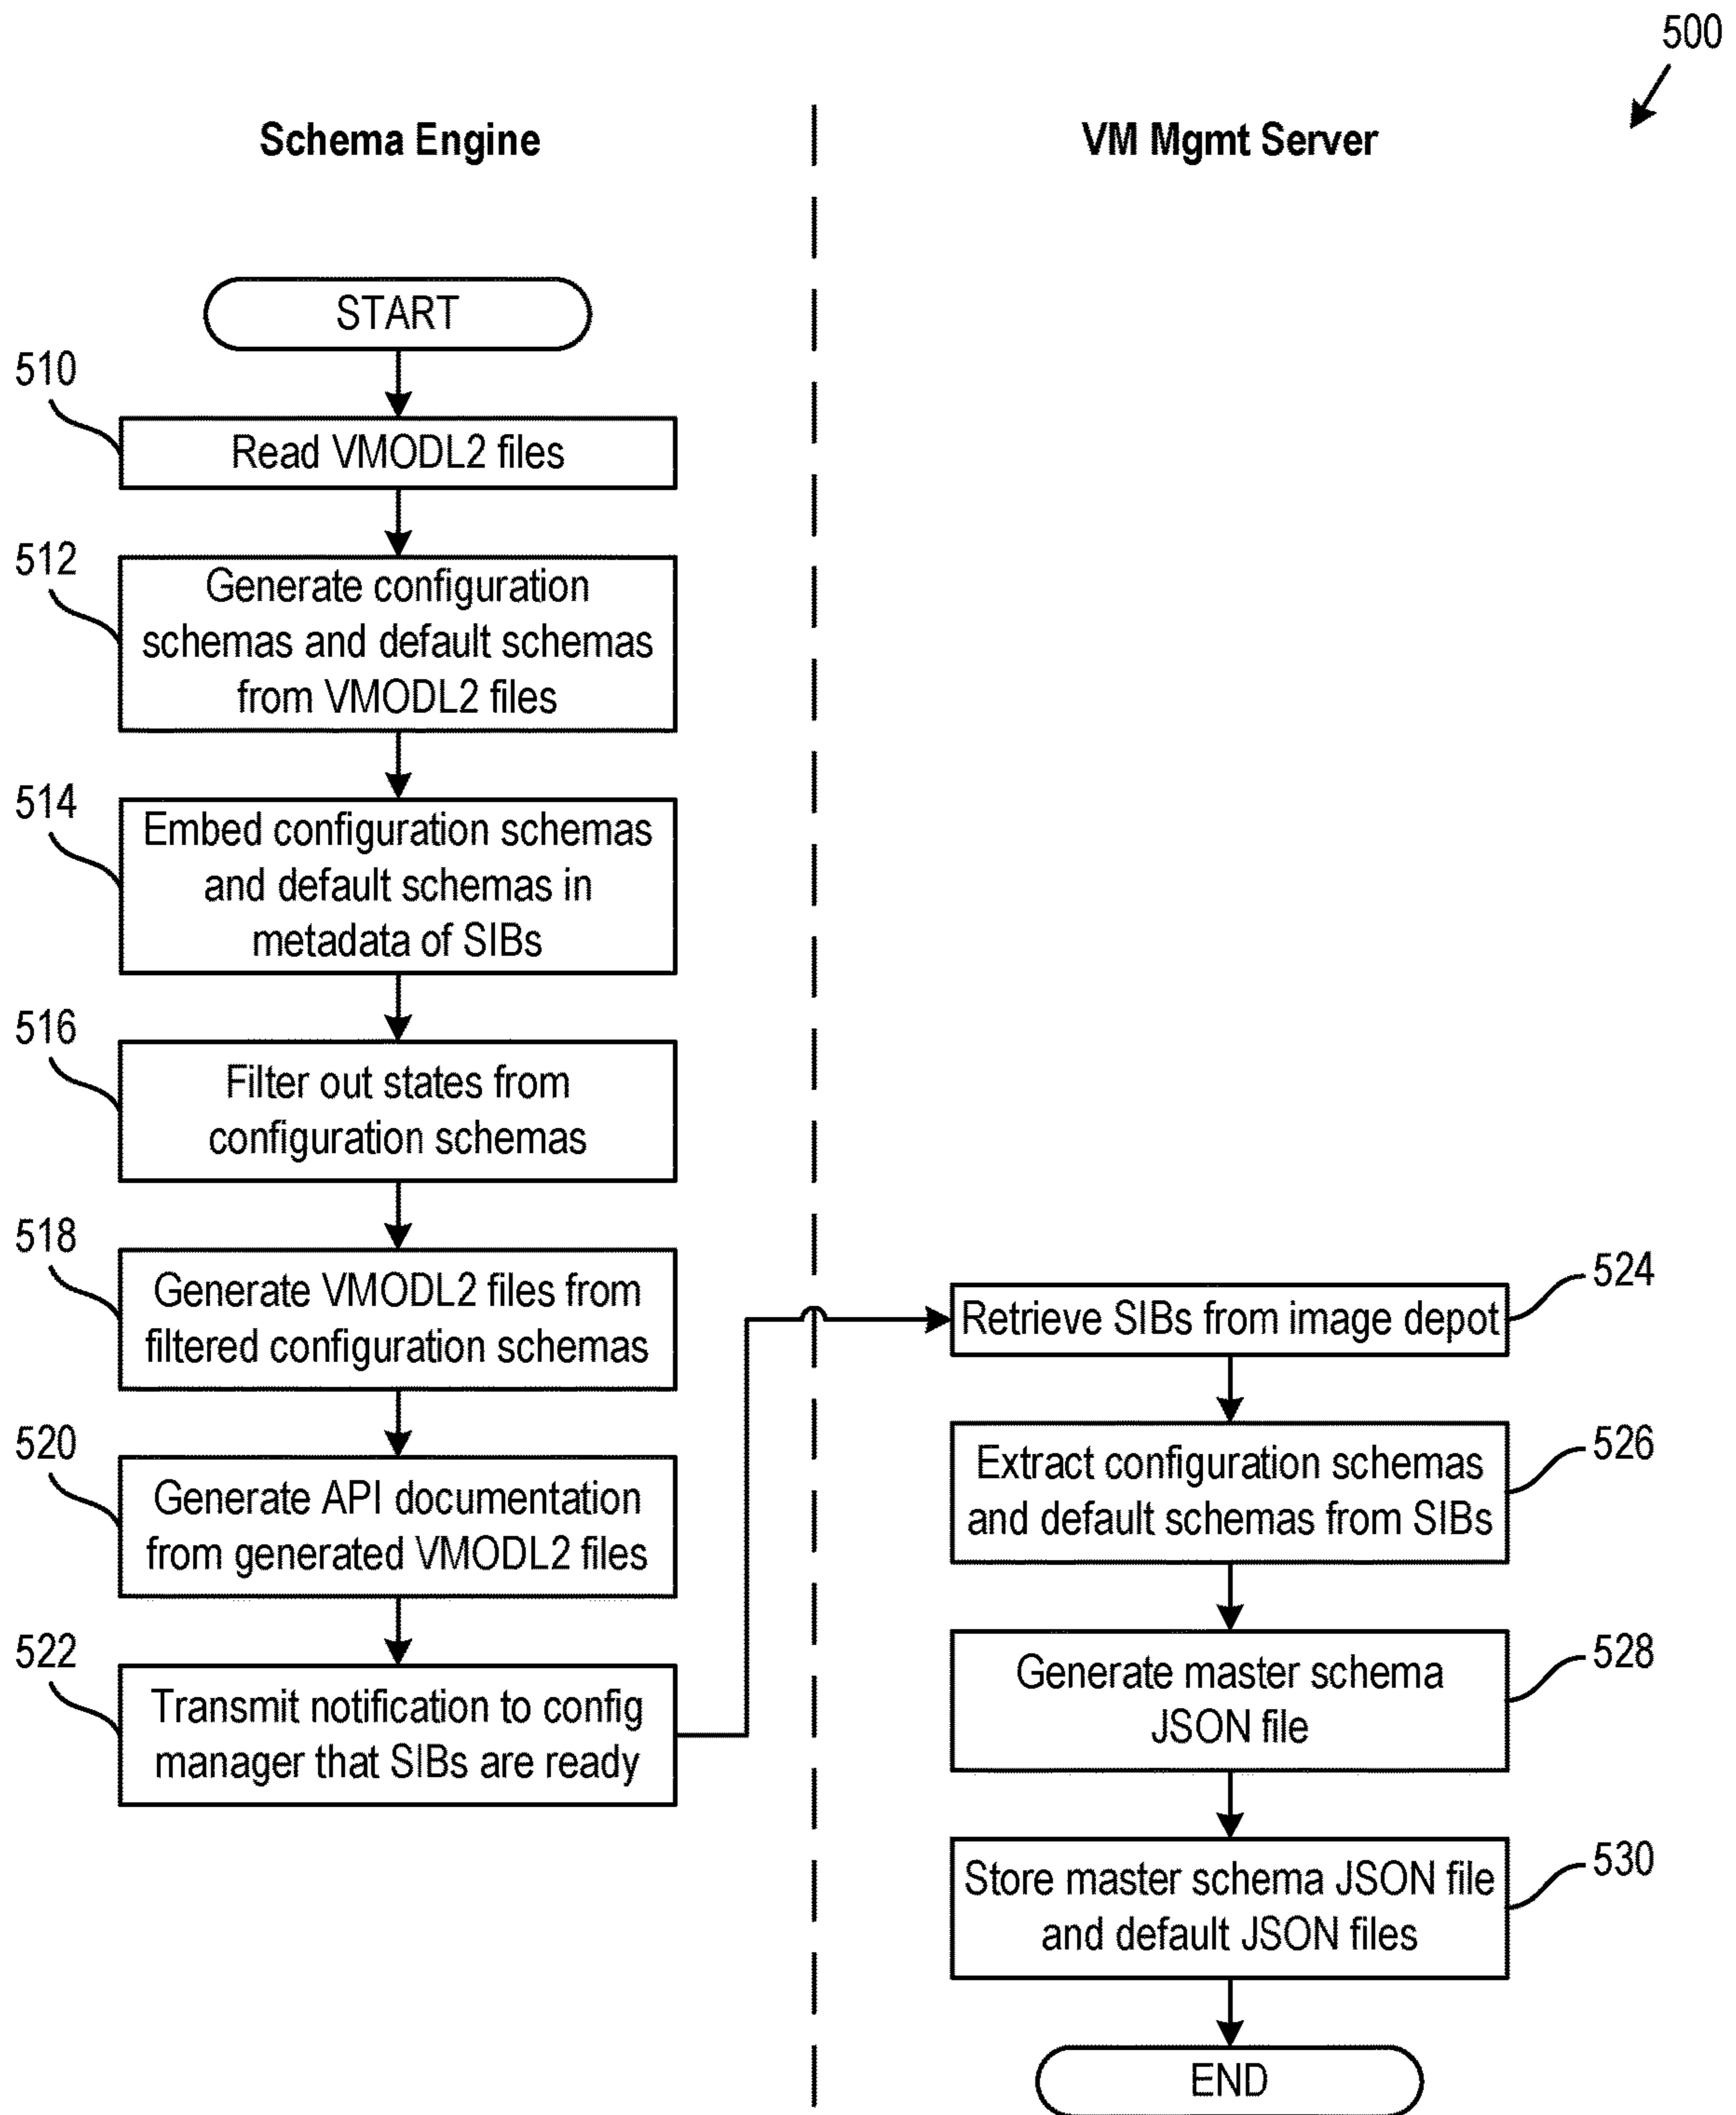 500
Schema Engine
VM Mgmt Server
START
510
Read VMODL2 files
512
Generate configuration
schemas and default schemas
from VMODL2 files
514
Embed configuration schemas
and default schemas in
metadata of SIBs
516
Filter out states from
configuration schemas
518
Generate VMODL2 files from
filtered configuration schemas
520
Generate API documentation
from generated VMODL2 files
522
Transmit notification to config
manager that SIBs are ready
524
Retrieve SIBs from image depot
526
Extract configuration schemas
and default schemas from SIBs
528
Generate master schema
JSON file
530
Store master schema JSON file
and default JSON files
END